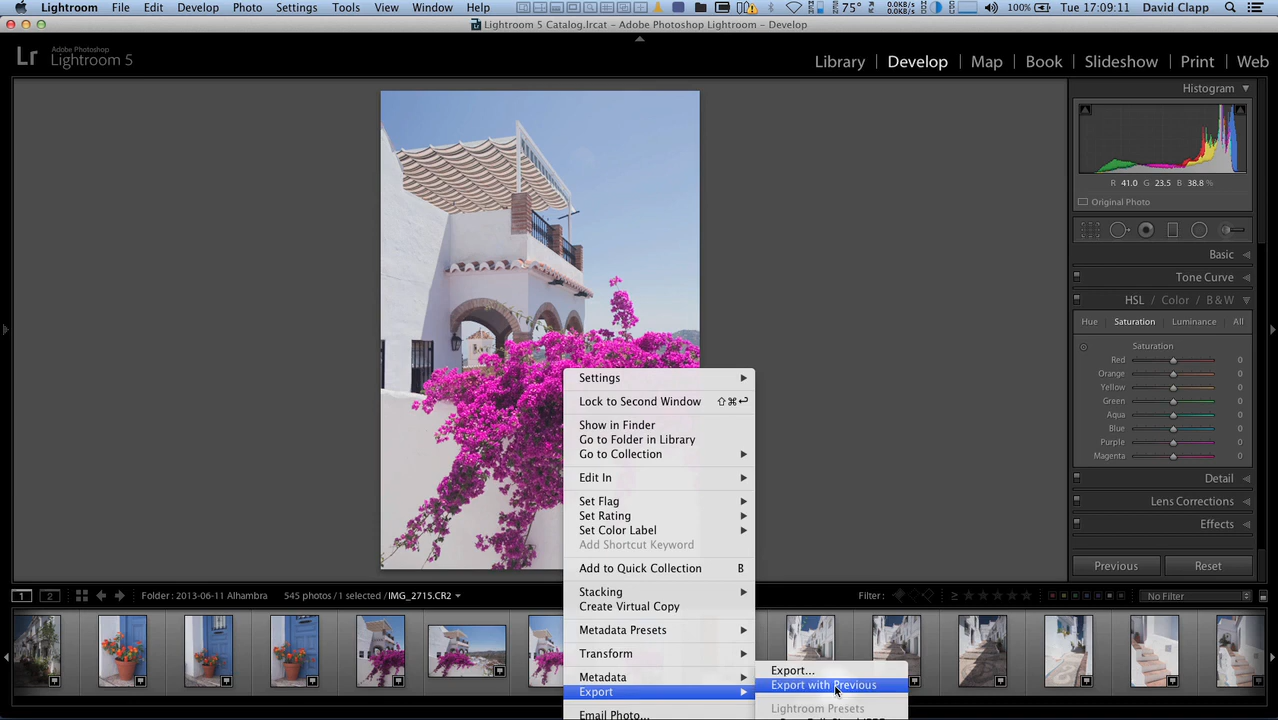 Lightroom File Edit Develop Photo Settings Tools View Window Help 75° 0.0KB/s 0.0KB/s 100% Tue 17:09:11 David Clapp
Lightroom 5 Catalog.lrcat – Adobe Photoshop Lightroom – Develop
Lr Adobe Photoshop
Lightroom 5
Library | Develop | Map | Book | Slideshow | Print | Web
Histogram
R 41.0 G 23.5 B 38.8 %
Original Photo
Basic
Tone Curve
HSL / Color / B & W
Hue Saturation Luminance All
Saturation
Red 0
Orange 0
Yellow 0
Green 0
Aqua 0
Blue 0
Purple 0
Magenta 0
Detail
Lens Corrections
Effects
Previous Reset
Settings
Lock to Second Window ⇧⌘↩
Show in Finder
Go to Folder in Library
Go to Collection
Edit In
Set Flag
Set Rating
Set Color Label
Add Shortcut Keyword
Add to Quick Collection B
Stacking
Create Virtual Copy
Metadata Presets
Transform
Metadata
Export
Email Photo...
Export...
Export with Previous
Lightroom Presets
1 2 Folder: 2013-06-11 Alhambra 545 photos / 1 selected / IMG_2715.CR2 Filter: No Filter